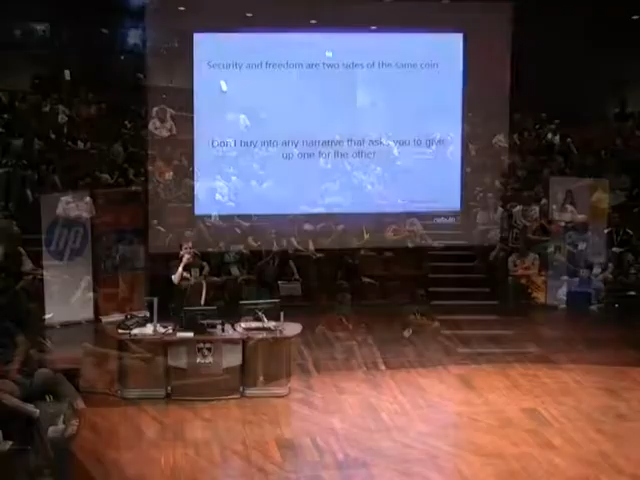 Security and freedom are two sides of the same coin
Don't buy into any narrative that asks you to give
up one for the other
hp